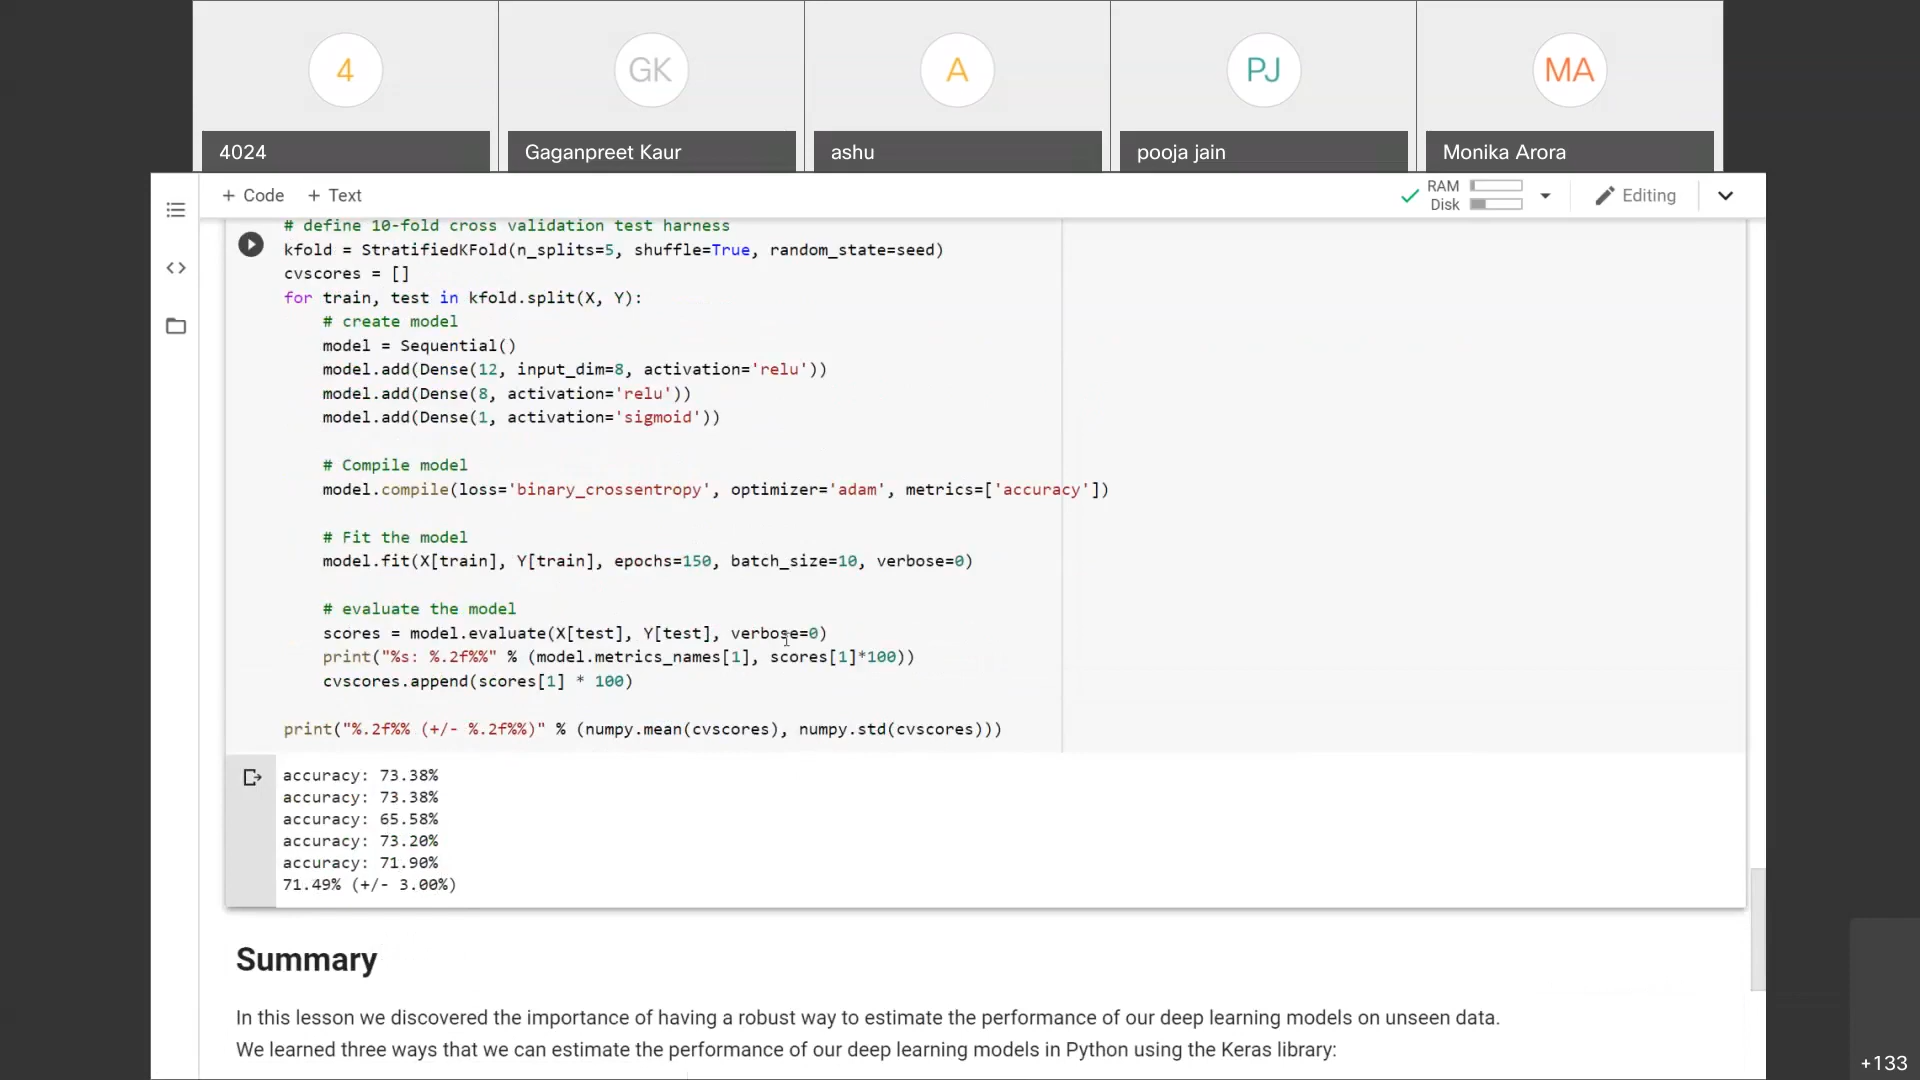 4
GK
A
PJ
MA
4024
Gaganpreet Kaur
ashu
pooja jain
Monika Arora
+ Code + Text
RAM
Disk
Editing
# define 10-fold cross validation test harness
kfold = StratifiedKFold(n_splits=5, shuffle=True, random_state=seed)
cvscores = []
for train, test in kfold.split(X, Y):
# create model
model = Sequential()
model.add(Dense(12, input_dim=8, activation='relu'))
model.add(Dense(8, activation='relu'))
model.add(Dense(1, activation='sigmoid'))
# Compile model
model.compile(loss='binary_crossentropy', optimizer='adam', metrics=['accuracy'])
# Fit the model
model.fit(X[train], Y[train], epochs=150, batch_size=10, verbose=0)
# evaluate the model
scores = model.evaluate(X[test], Y[test], verbose=0)
print("%s: %.2f%%" % (model.metrics_names[1], scores[1]*100))
cvscores.append(scores[1] * 100)
print("%.2f%% (+/- %.2f%%)" % (numpy.mean(cvscores), numpy.std(cvscores)))
accuracy: 73.38%
accuracy: 73.38%
accuracy: 65.58%
accuracy: 73.20%
accuracy: 71.90%
71.49% (+/- 3.00%)
Summary
In this lesson we discovered the importance of having a robust way to estimate the performance of our deep learning models on unseen data.
We learned three ways that we can estimate the performance of our deep learning models in Python using the Keras library:
+133